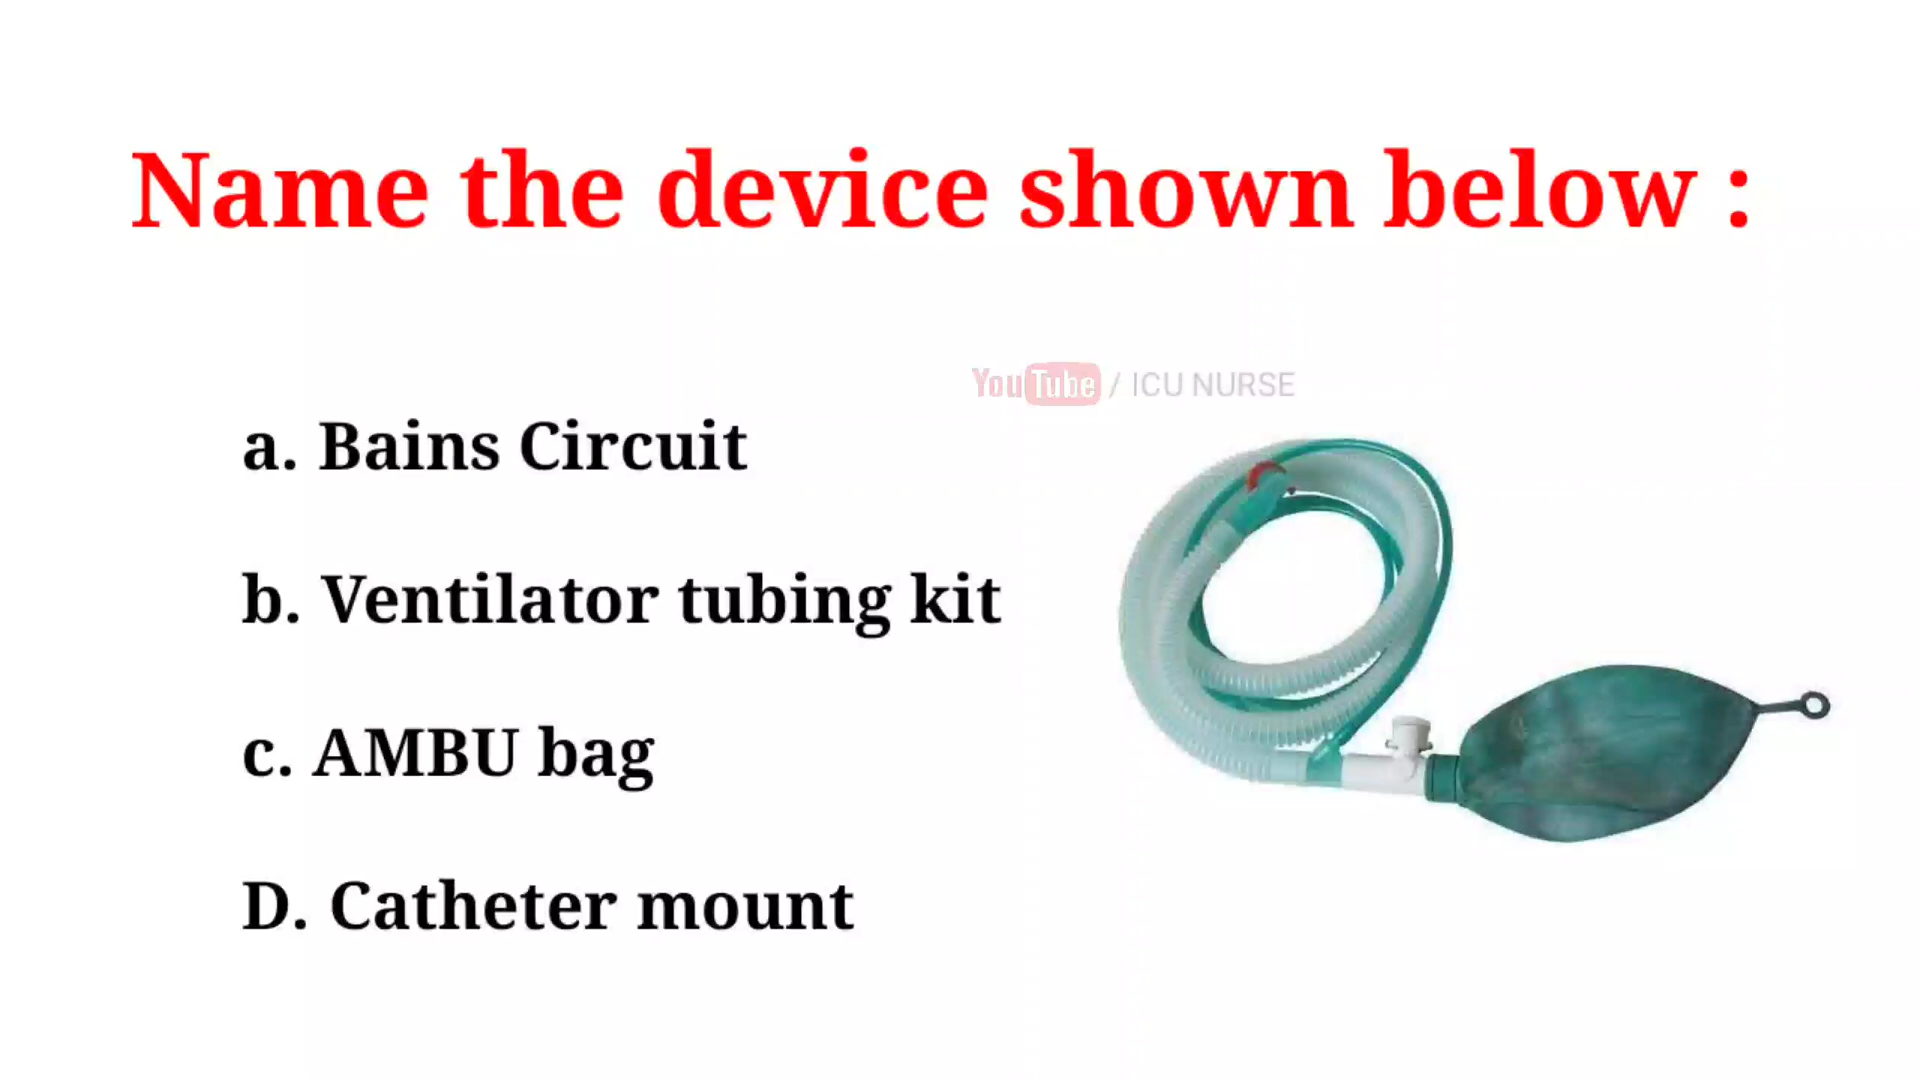 Name the device shown below :
YouTube / ICU NURSE
a. Bains Circuit
b. Ventilator tubing kit
c. AMBU bag
D. Catheter mount